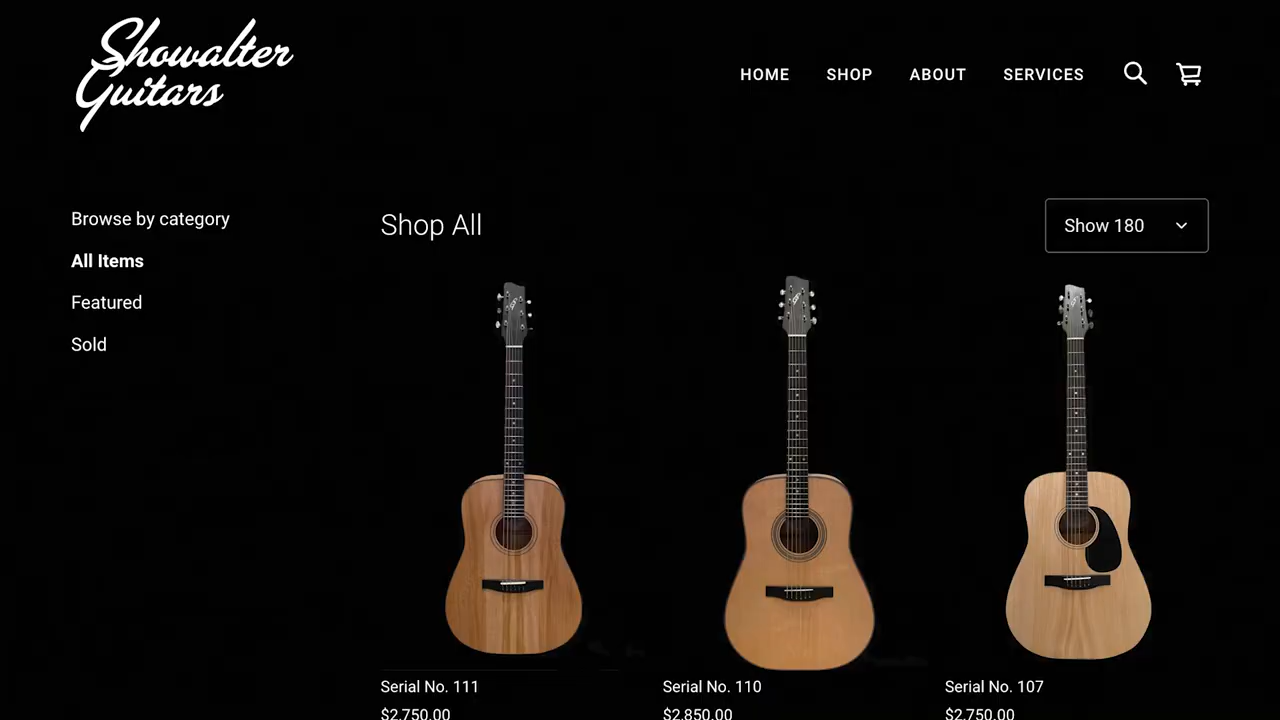 Showalter
Guitars
HOME SHOP ABOUT SERVICES
Browse by category
All Items
Featured
Sold
Shop All
Show 180
Serial No. 111
$2,750.00
Serial No. 110
$2,850.00
Serial No. 107
$2,750.00